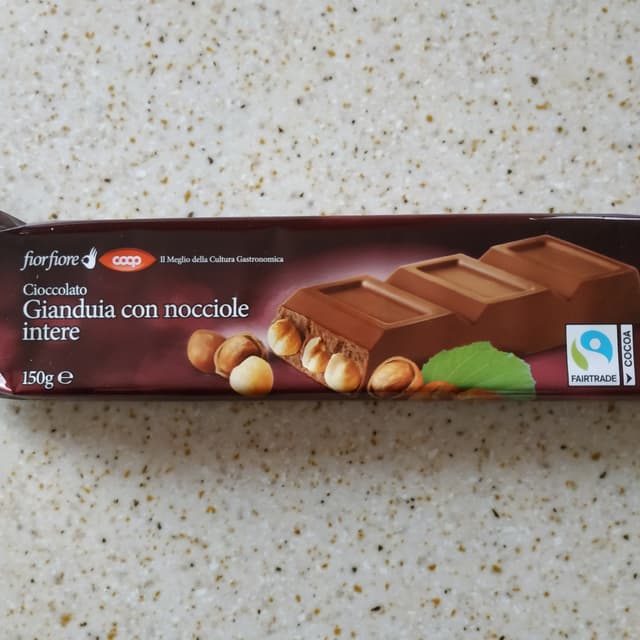 fiorfiore coop Il Meglio della Cultura Gastronomica
Cioccolato
Gianduia con nocciole
intere
150g ℮
FAIRTRADE
COCOA